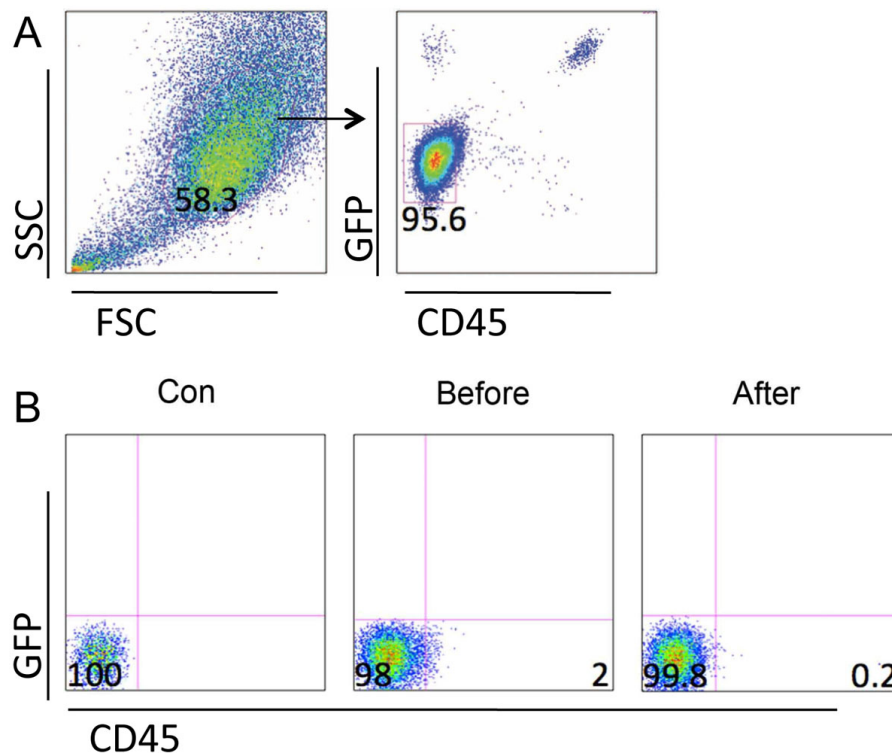 A
SSC
58.3
FSC
GFP
95.6
CD45
B
Con Before After
GFP
100 98 2 99.8 0.2
CD45